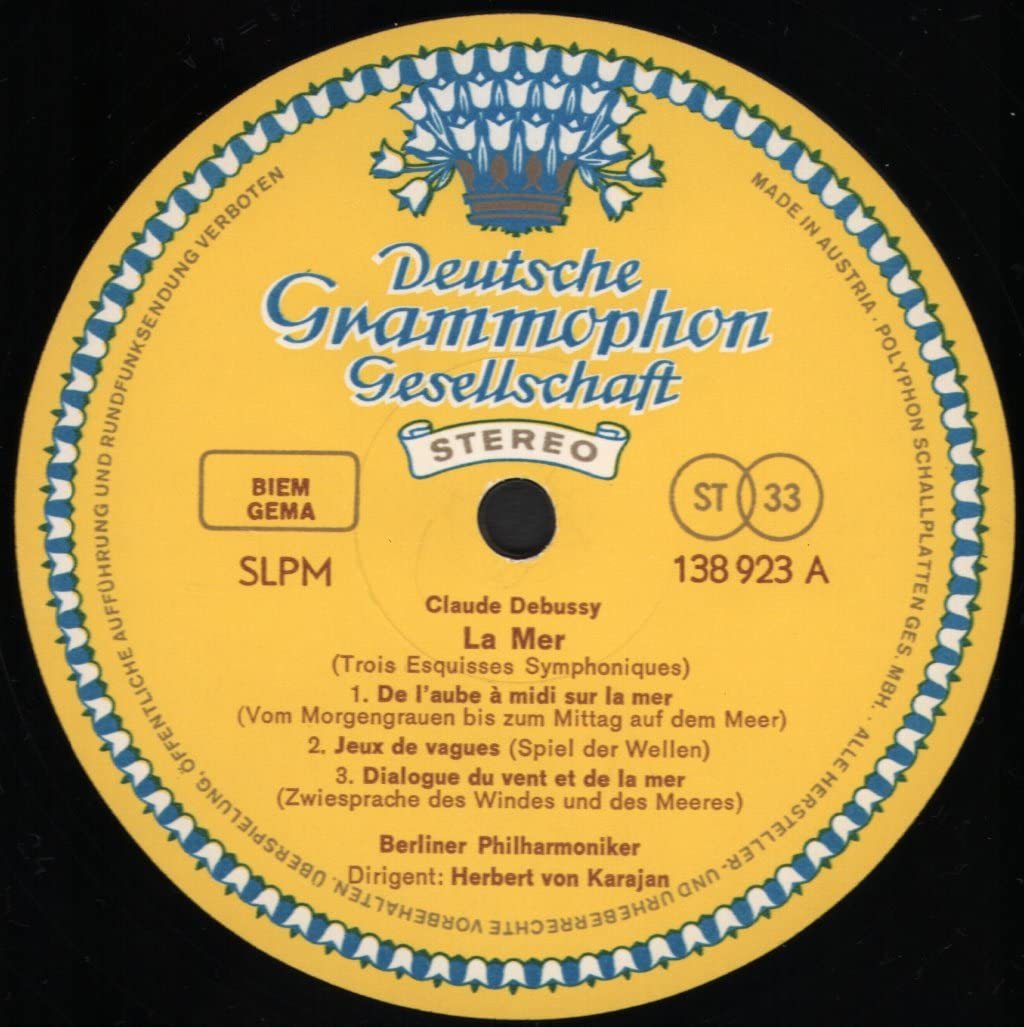 Deutsche
Grammophon
Gesellschaft
STEREO
BIEM
GEMA
ST 33
SLPM
138 923 A
Claude Debussy
La Mer
(Trois Esquisses Symphoniques)
1. De l'aube à midi sur la mer
(Vom Morgengrauen bis zum Mittag auf dem Meer)
2. Jeux de vagues (Spiel der Wellen)
3. Dialogue du vent et de la mer
(Zwiesprache des Windes und des Meeres)
Berliner Philharmoniker
Dirigent: Herbert von Karajan
MADE IN AUSTRIA · POLYPHON SCHALLPLATTEN GES. MBH. . ALLE HERSTELLER- UND URHEBERRECHTE VORBEHALTEN. ÜBERSPIELUNG, ÖFFENTLICHE AUFFÜHRUNG UND RUNDFUNKSENDUNG VERBOTEN